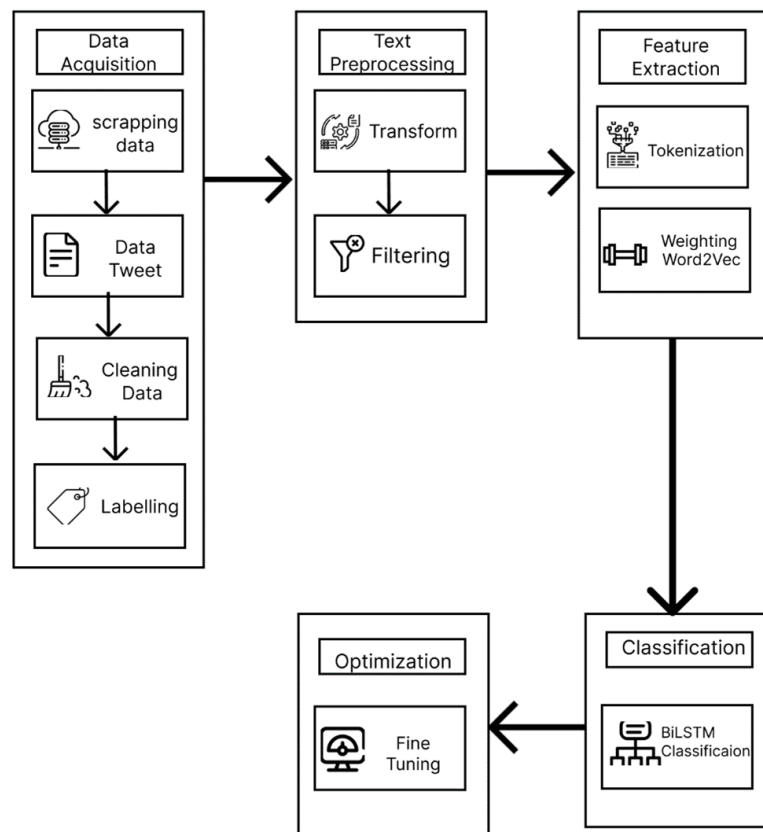 Data
Acquisition
scrapping
data
Data
Tweet
Cleaning
Data
Labelling
Text
Preprocessing
Transform
Filtering
Feature
Extraction
Tokenization
Weighting
Word2Vec
Classification
BiLSTM
Classificaion
Optimization
Fine
Tuning